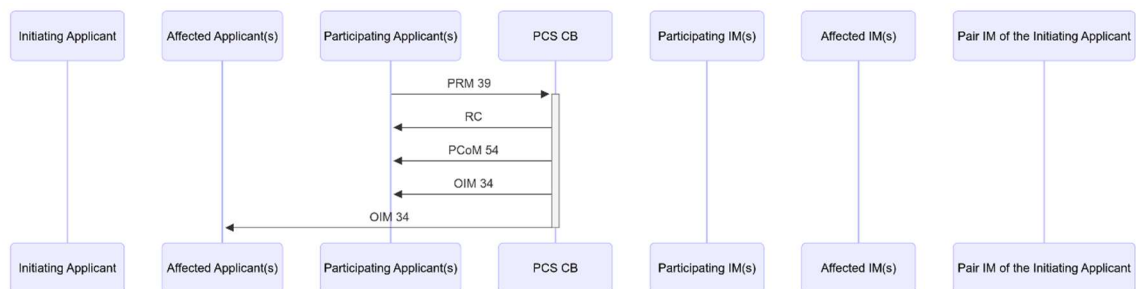 Initiating Applicant
Affected Applicant(s)
Participating Applicant(s)
PCS CB
Participating IM(s)
Affected IM(s)
Pair IM of the Initiating Applicant
PRM 39
RC
PCoM 54
OIM 34
OIM 34
Initiating Applicant
Affected Applicant(s)
Participating Applicant(s)
PCS CB
Participating IM(s)
Affected IM(s)
Pair IM of the Initiating Applicant